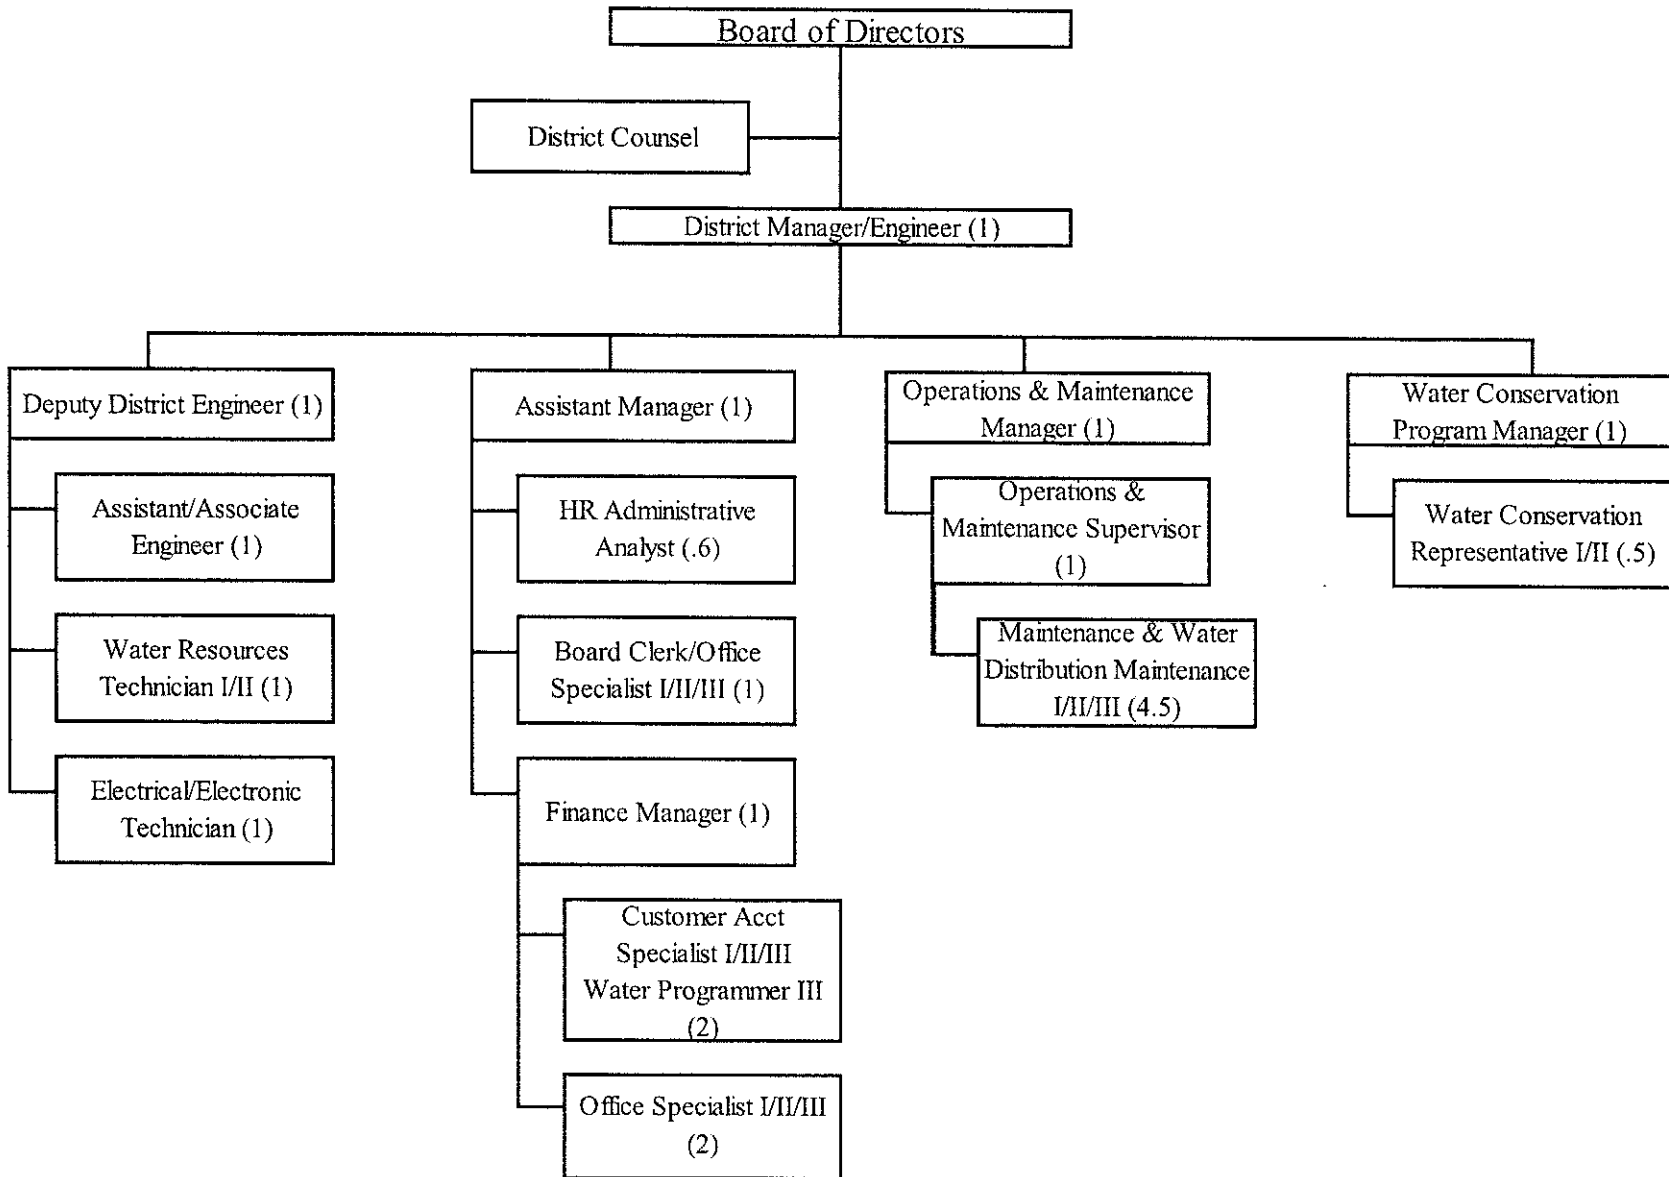 Board of Directors
District Counsel
District Manager/Engineer (1)
Deputy District Engineer (1)
Assistant/Associate
Engineer (1)
Water Resources
Technician I/II (1)
Electrical/Electronic
Technician (1)
Assistant Manager (1)
HR Administrative
Analyst (.6)
Board Clerk/Office
Specialist I/II/III (1)
Finance Manager (1)
Customer Acct
Specialist I/II/III
Water Programmer III
(2)
Office Specialist I/II/III
(2)
Operations & Maintenance
Manager (1)
Operations &
Maintenance Supervisor
(1)
Maintenance & Water
Distribution Maintenance
I/II/III (4.5)
Water Conservation
Program Manager (1)
Water Conservation
Representative I/II (.5)